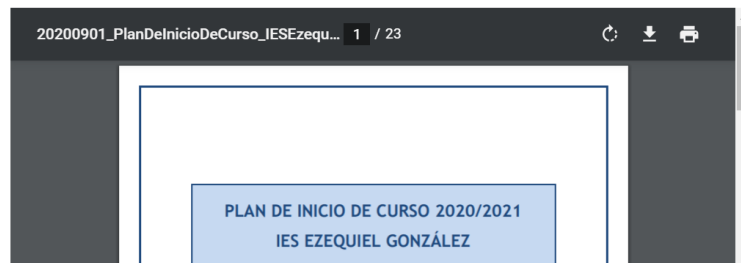 20200901_PlanDeInicioDeCurso_IESEzequ... 1 / 23
PLAN DE INICIO DE CURSO 2020/2021
IES EZEQUIEL GONZÁLEZ